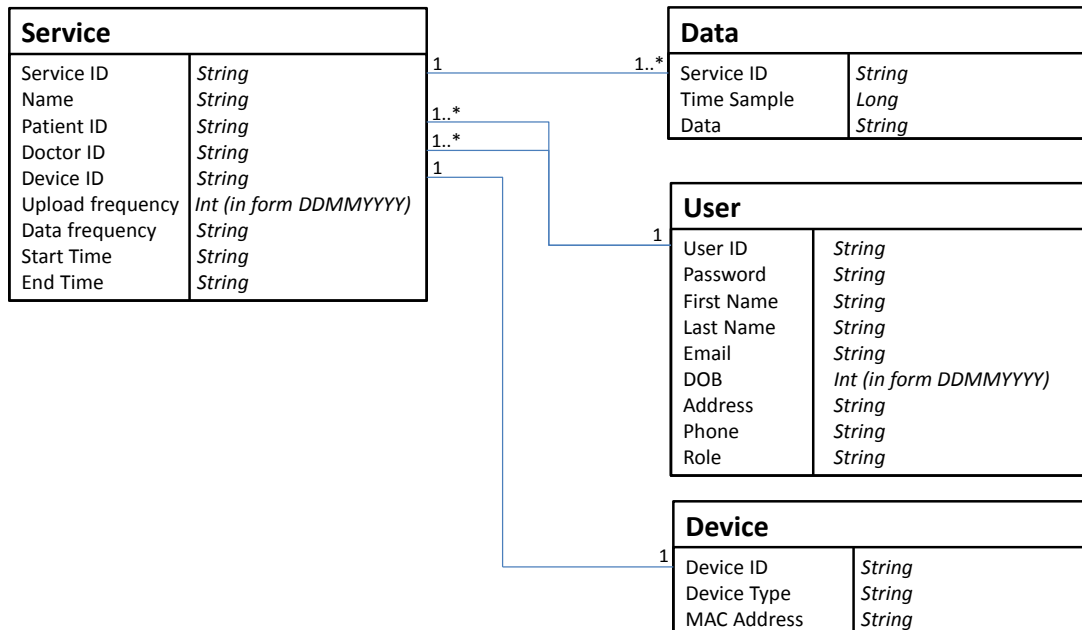 Service
Service ID String
Name String
Patient ID String
Doctor ID String
Device ID String
Upload frequency Int (in form DDMMYYYY)
Data frequency String
Start Time String
End Time String
1
1..*
1..*
1..*
1
1
1
Data
Service ID String
Time Sample Long
Data String
User
User ID String
Password String
First Name String
Last Name String
Email String
DOB Int (in form DDMMYYYY)
Address String
Phone String
Role String
Device
Device ID String
Device Type String
MAC Address String